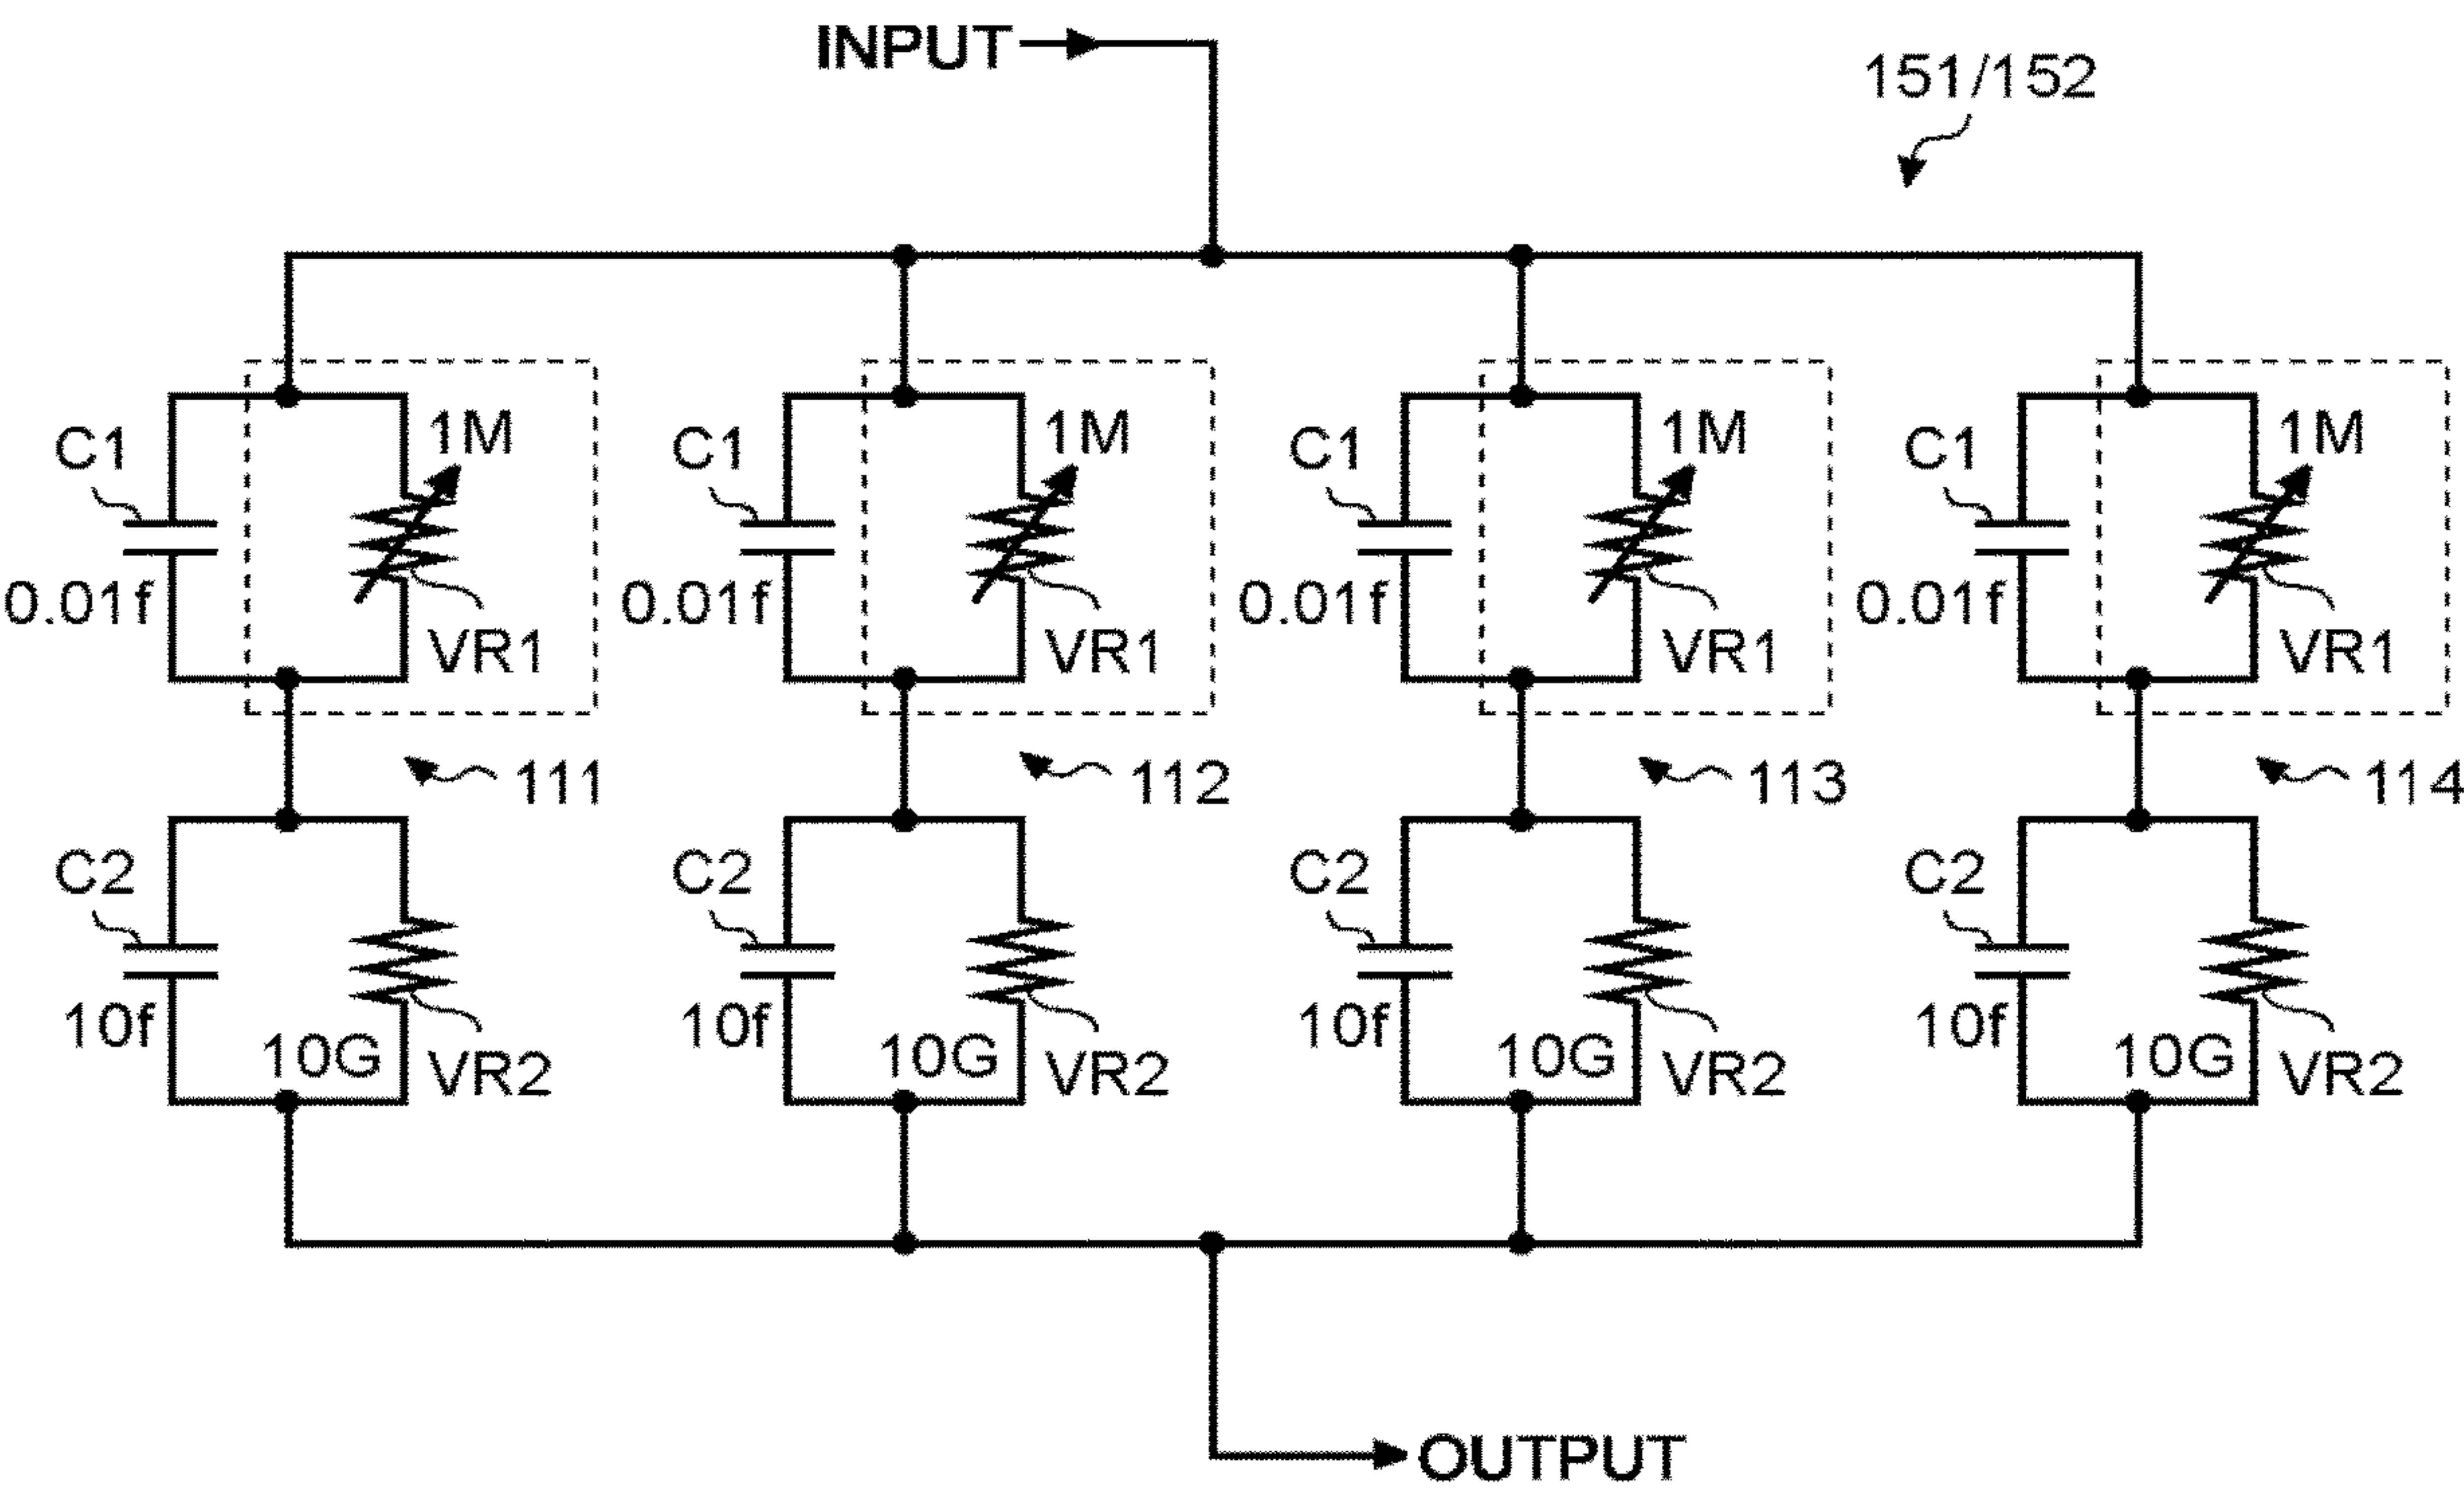 INPUT
151/152
1M 1M 1M 1M
C1 C1 C1 C1
0.01f 0.01f 0.01f 0.01f
VR1 VR1 VR1 VR1
111 112 113 114
C2 C2 C2 C2
10f 10f 10f 10f
10G 10G 10G 10G
VR2 VR2 VR2 VR2
OUTPUT